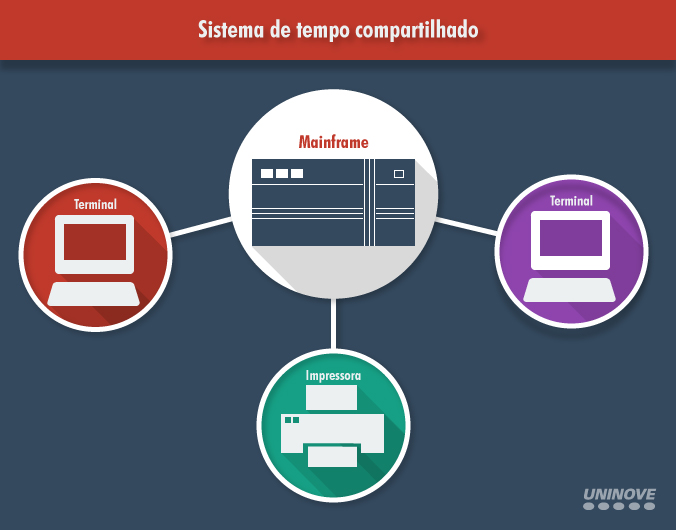 Sistema de tempo compartilhado
Mainframe
Terminal
Terminal
Impressora
UNINOVE